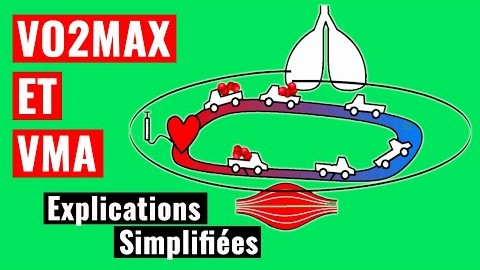 VO2MAX
ET
VMA
Explications
Simplifiées